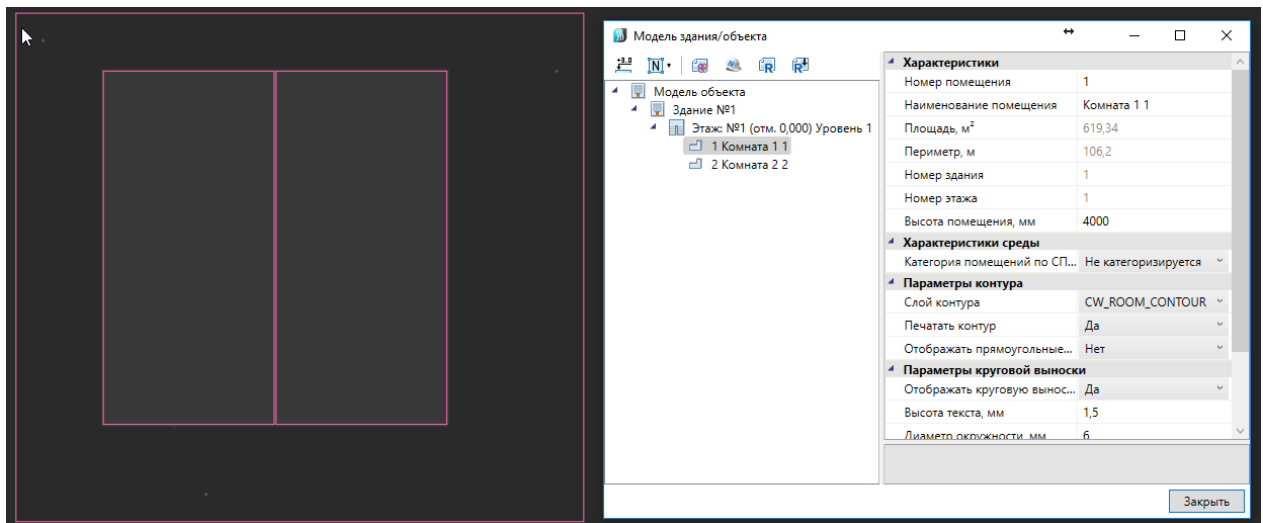 Модель здания/объекта
Модель объекта
Здание №1
Этаж: №1 (отм. 0,000) Уровень 1
1 Комната 1 1
2 Комната 2 2
Характеристики
Номер помещения 1
Наименование помещения Комната 1 1
Площадь, м² 619,34
Периметр, м 106,2
Номер здания 1
Номер этажа 1
Высота помещения, мм 4000
Характеристики среды
Категория помещений по СП... Не категоризируется
Параметры контура
Слой контура CW_ROOM_CONTOUR
Печатать контур Да
Отображать прямоугольные... Нет
Параметры круговой выноски
Отображать круговую вынос... Да
Высота текста, мм 1,5
Диаметр окружности, мм 6
Закрыть